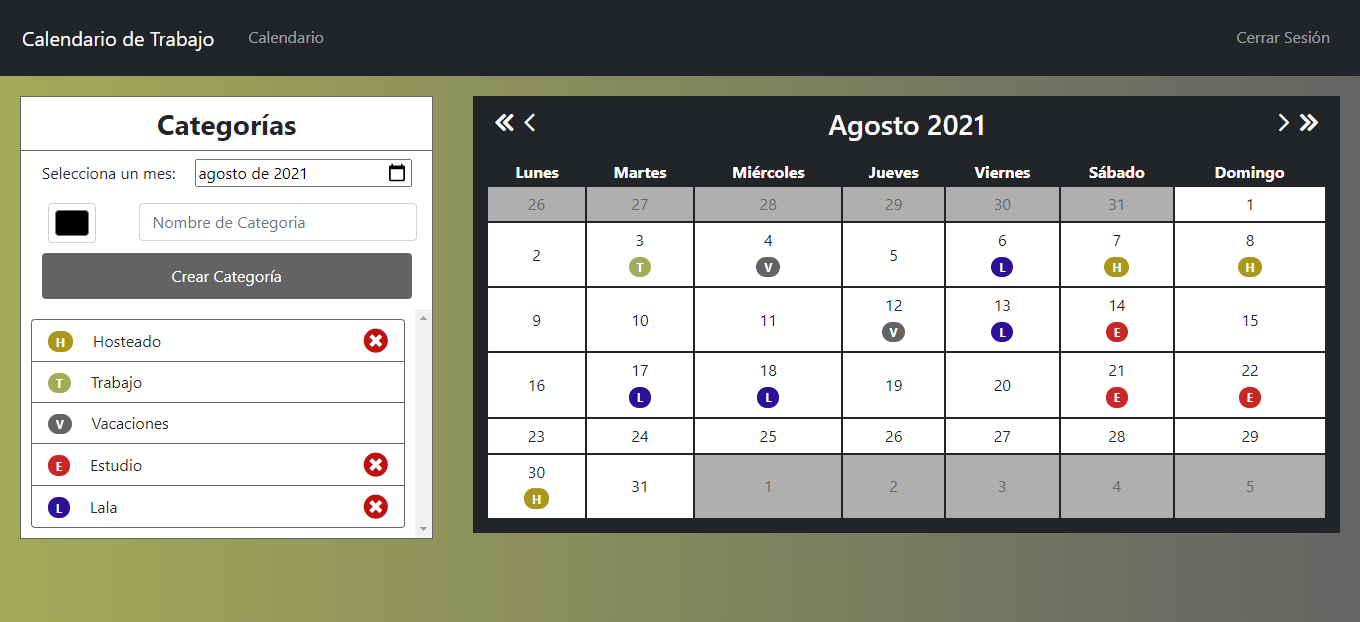 Calendario de Trabajo Calendario Cerrar Sesión
Categorías
Selecciona un mes: agosto de 2021
Nombre de Categoria
Crear Categoría
H Hosteado
T Trabajo
V Vacaciones
E Estudio
L Lala
Agosto 2021
Lunes Martes Miércoles Jueves Viernes Sábado Domingo
26 27 28 29 30 31 1
2 3 T 4 V 5 6 L 7 H 8 H
9 10 11 12 V 13 L 14 E 15
16 17 L 18 L 19 20 21 E 22 E
23 24 25 26 27 28 29
30 H 31 1 2 3 4 5